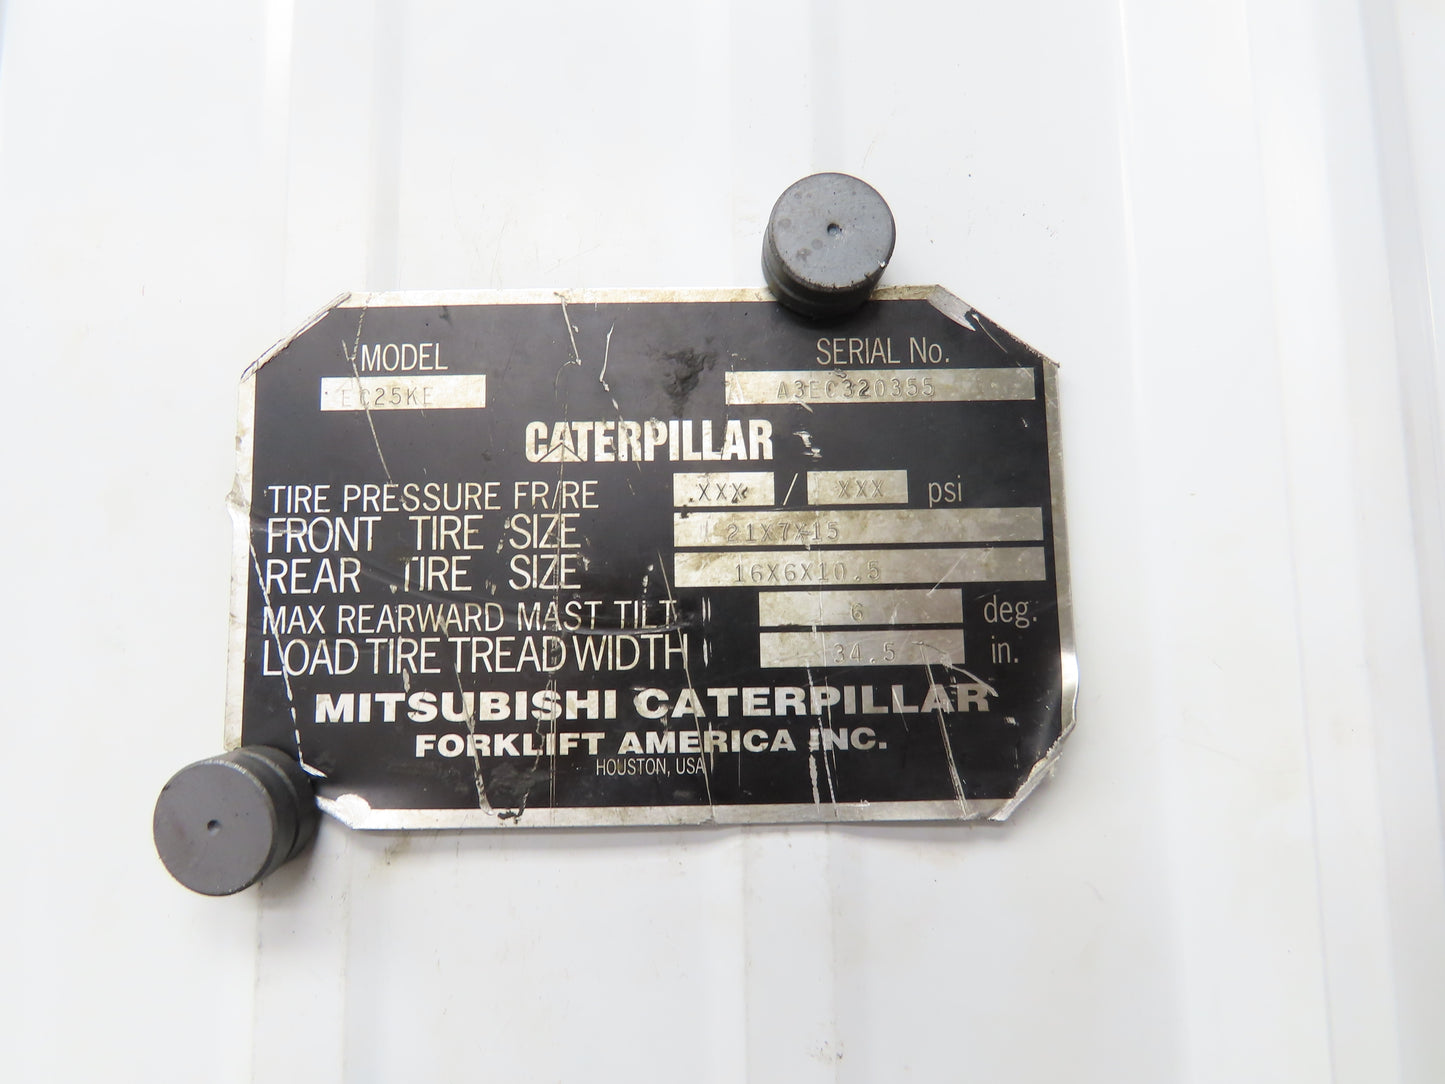 MODEL SERIAL No.
EC25KE A3EC320355
CATERPILLAR
TIRE PRESSURE FR/RE XXX / XXX psi
FRONT TIRE SIZE 21X7X15
REAR TIRE SIZE 16X6X10.5
MAX REARWARD MAST TILT 6 deg.
LOAD TIRE TREAD WIDTH 34.5 in.
MITSUBISHI CATERPILLAR
FORKLIFT AMERICA INC.
HOUSTON, USA